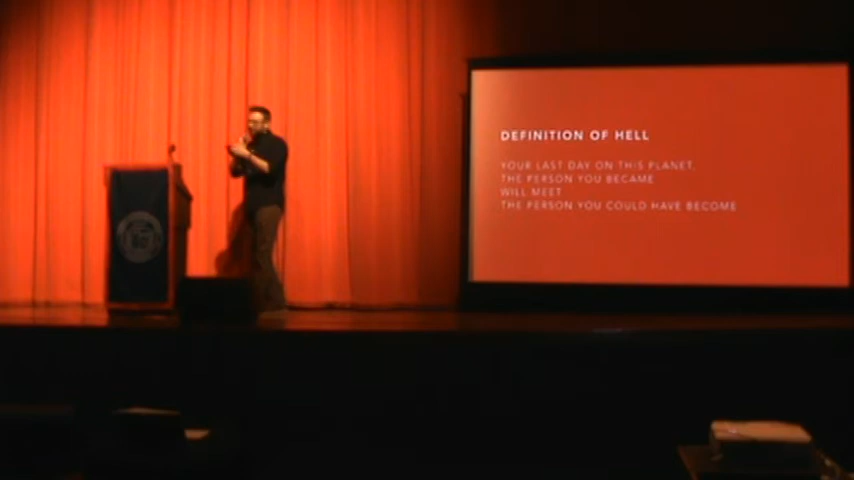 DEFINITION OF HELL
YOUR LAST DAY ON THIS PLANET,
THE PERSON YOU BECAME
WILL MEET
THE PERSON YOU COULD HAVE BECOME